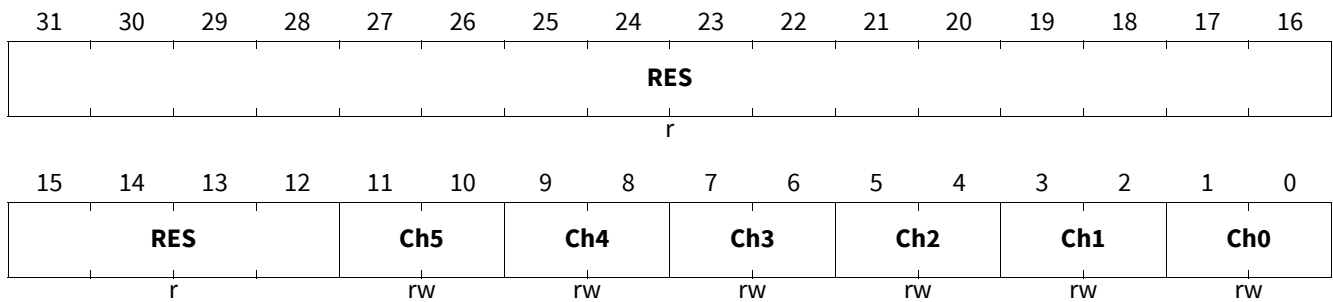 31 30 29 28 27 26 25 24 23 22 21 20 19 18 17 16
RES
r
15 14 13 12 11 10 9 8 7 6 5 4 3 2 1 0
RES Ch5 Ch4 Ch3 Ch2 Ch1 Ch0
r rw rw rw rw rw rw